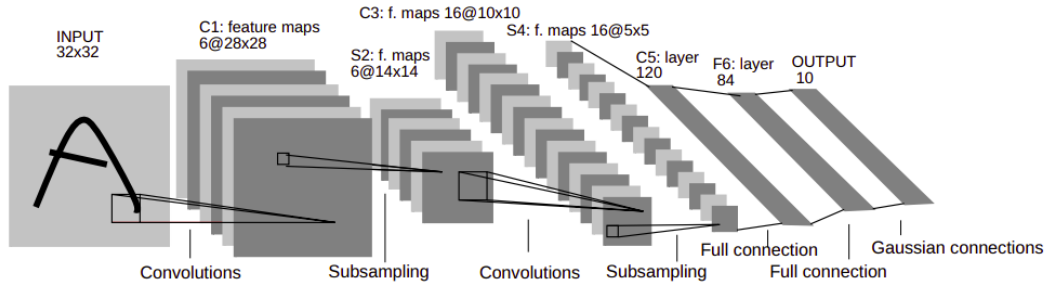 INPUT
32x32
C1: feature maps
6@28x28
S2: f. maps
6@14x14
C3: f. maps 16@10x10
S4: f. maps 16@5x5
C5: layer
120
F6: layer
84
OUTPUT
10
Convolutions
Subsampling
Convolutions
Subsampling
Full connection
Full connection
Gaussian connections